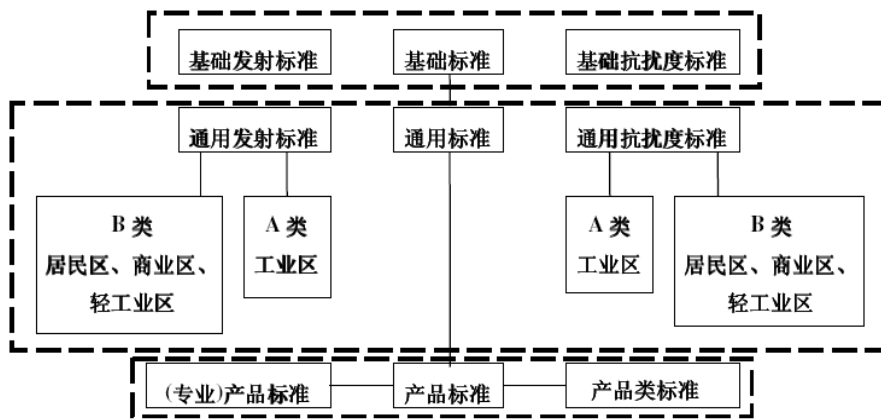 基础发射标准
基础标准
基础抗扰度标准
通用发射标准
通用标准
通用抗扰度标准
B 类
居民区、商业区、
轻工业区
A 类
工业区
A 类
工业区
B 类
居民区、商业区、
轻工业区
(专业)产品标准
产品标准
产品类标准